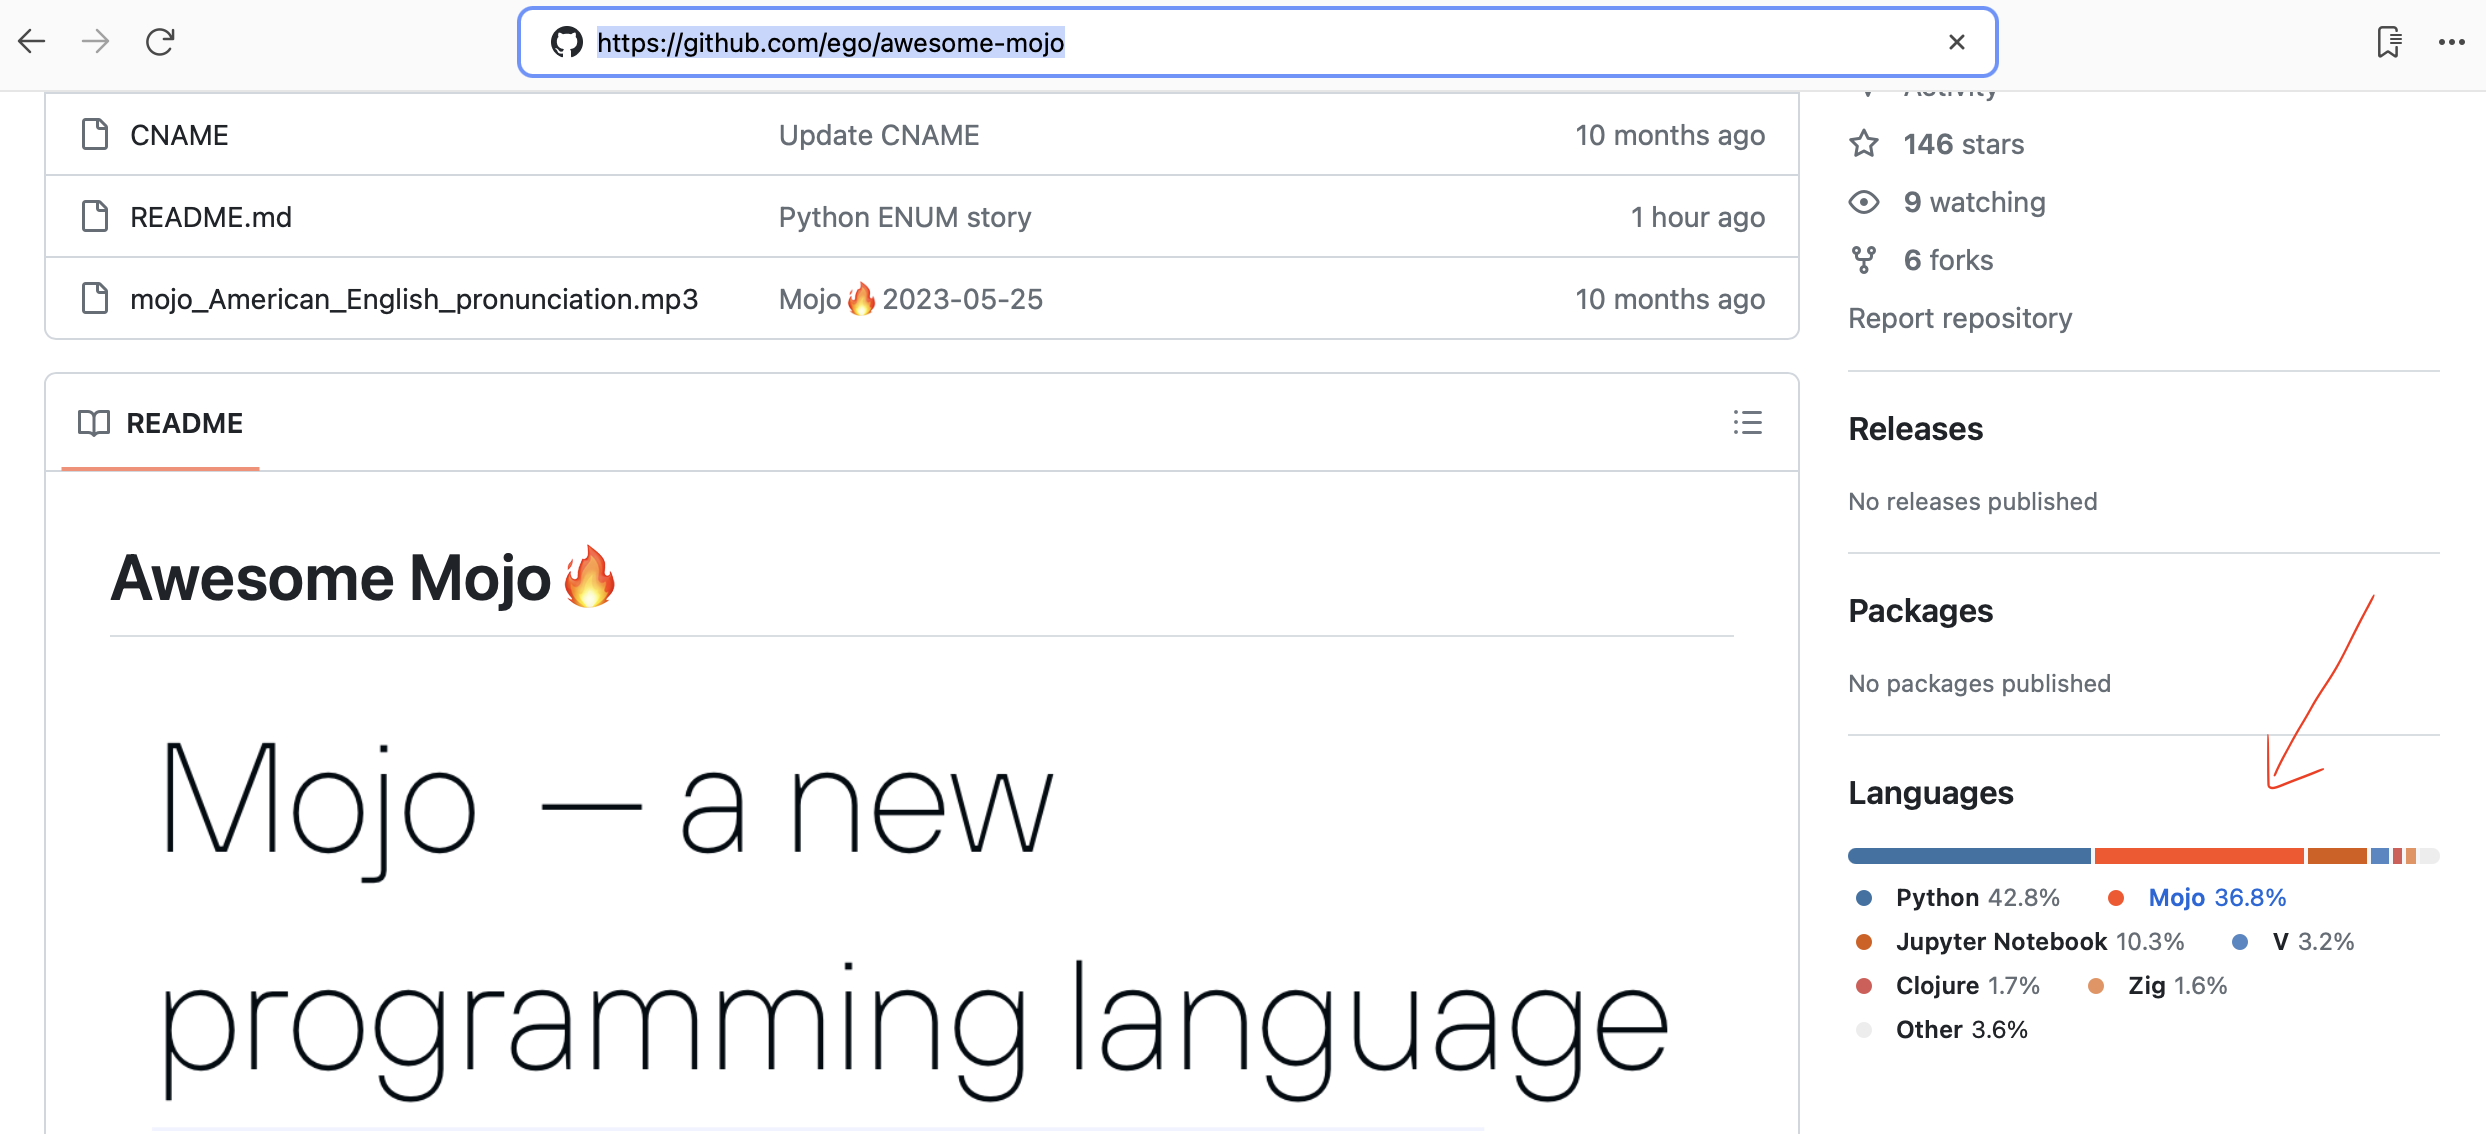 https://github.com/ego/awesome-mojo
CNAME Update CNAME 10 months ago
README.md Python ENUM story 1 hour ago
mojo_American_English_pronunciation.mp3 Mojo🔥2023-05-25 10 months ago
README
Awesome Mojo🔥
Mojo — a new
programming language
Activity
146 stars
9 watching
6 forks
Report repository
Releases
No releases published
Packages
No packages published
Languages
Python 42.8% Mojo 36.8%
Jupyter Notebook 10.3% V 3.2%
Clojure 1.7% Zig 1.6%
Other 3.6%